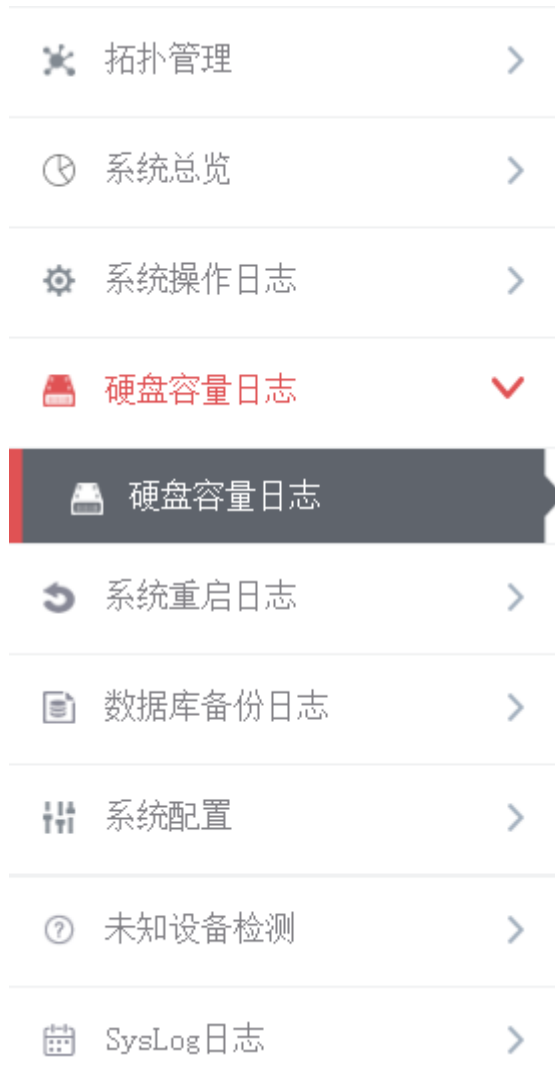 拓扑管理
系统总览
系统操作日志
硬盘容量日志
硬盘容量日志
系统重启日志
数据库备份日志
系统配置
未知设备检测
SysLog日志